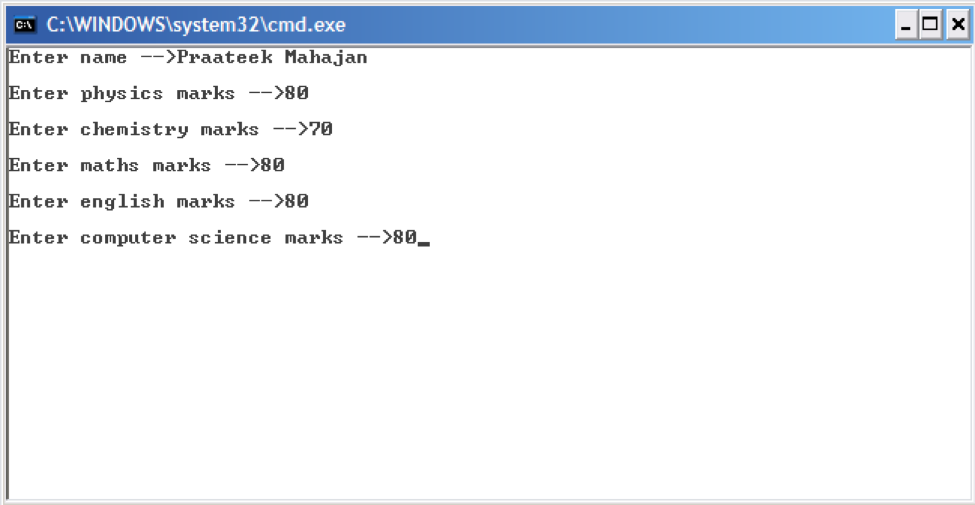 C:\WINDOWS\system32\cmd.exe
Enter name -->Praateek Mahajan
Enter physics marks -->80
Enter chemistry marks -->70
Enter maths marks -->80
Enter english marks -->80
Enter computer science marks -->80_